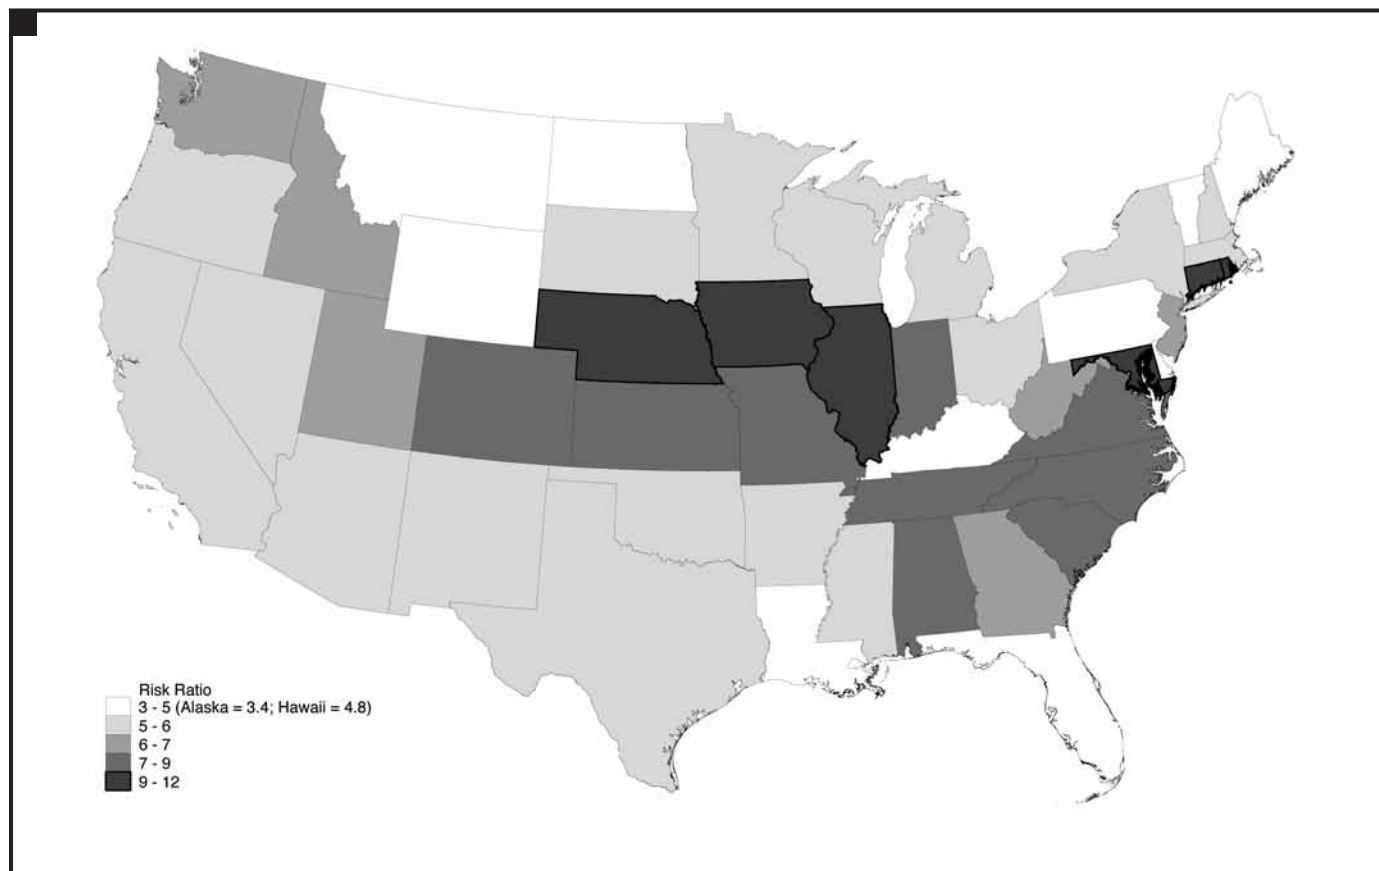 Risk Ratio
3 - 5 (Alaska = 3.4; Hawaii = 4.8)
5 - 6
6 - 7
7 - 9
9 - 12